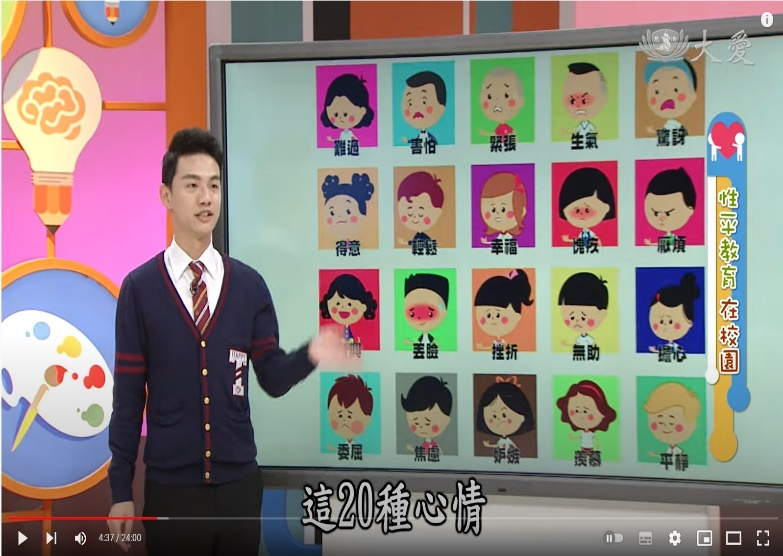 大愛
難過
害怕
緊張
生氣
驚訝
得意
輕鬆
幸福
愧疚
厭煩
丟臉
挫折
無助
擔心
委屈
焦慮
嫉妒
羨慕
平靜
性平教育 在校園
這20種心情
4:37 / 24:00